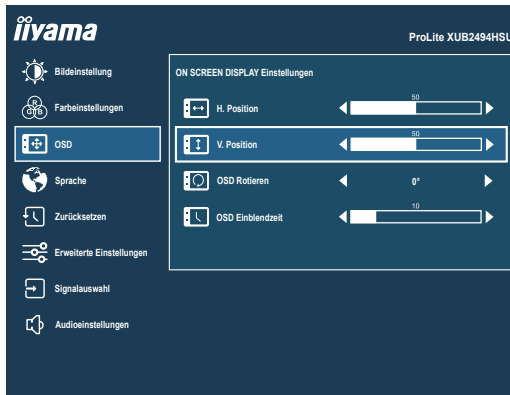 iiyama
ProLite XUB2494HSU
Bildeinstellung
Farbeinstellungen
R
G B
OSD
Sprache
Zurücksetzen
Erweiterte Einstellungen
Signalauswahl
Audioeinstellungen
ON SCREEN DISPLAY Einstellungen
50
H. Position
50
V. Position
OSD Rotieren
0°
10
OSD Einblendzeit